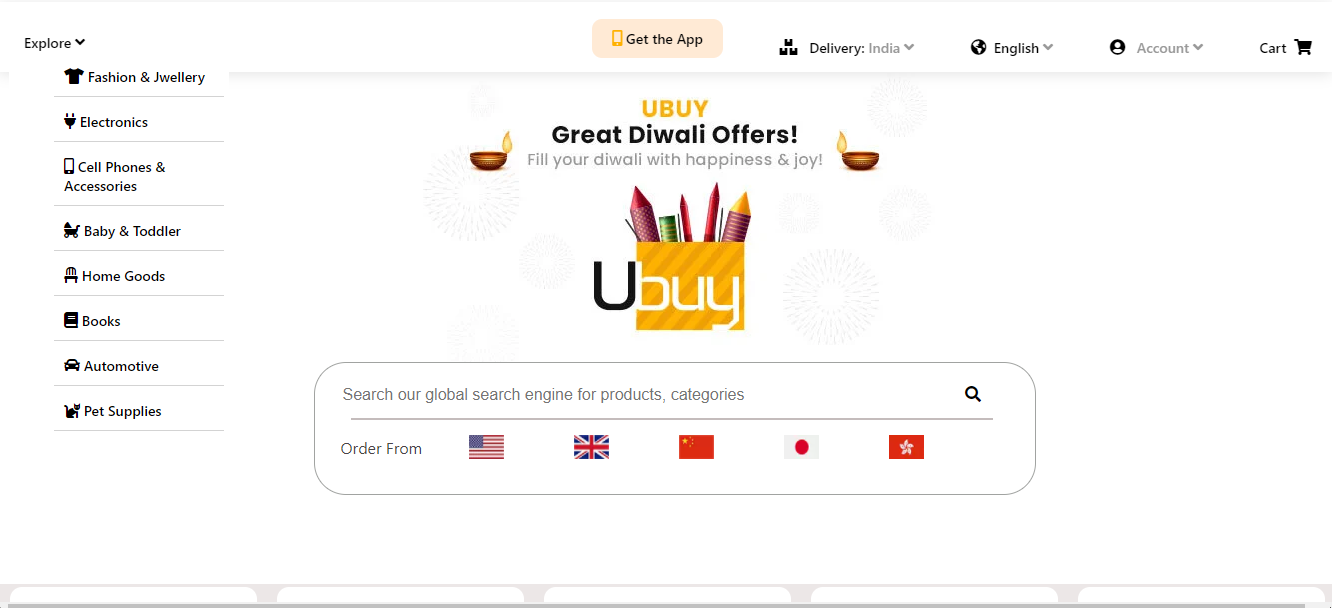 Explore
Get the App
Delivery: India
English
Account
Cart
Fashion & Jwellery
Electronics
Cell Phones &
Accessories
Baby & Toddler
Home Goods
Books
Automotive
Pet Supplies
UBUY
Great Diwali Offers!
Fill your diwali with happiness & joy!
Ubuy
Search our global search engine for products, categories
Order From